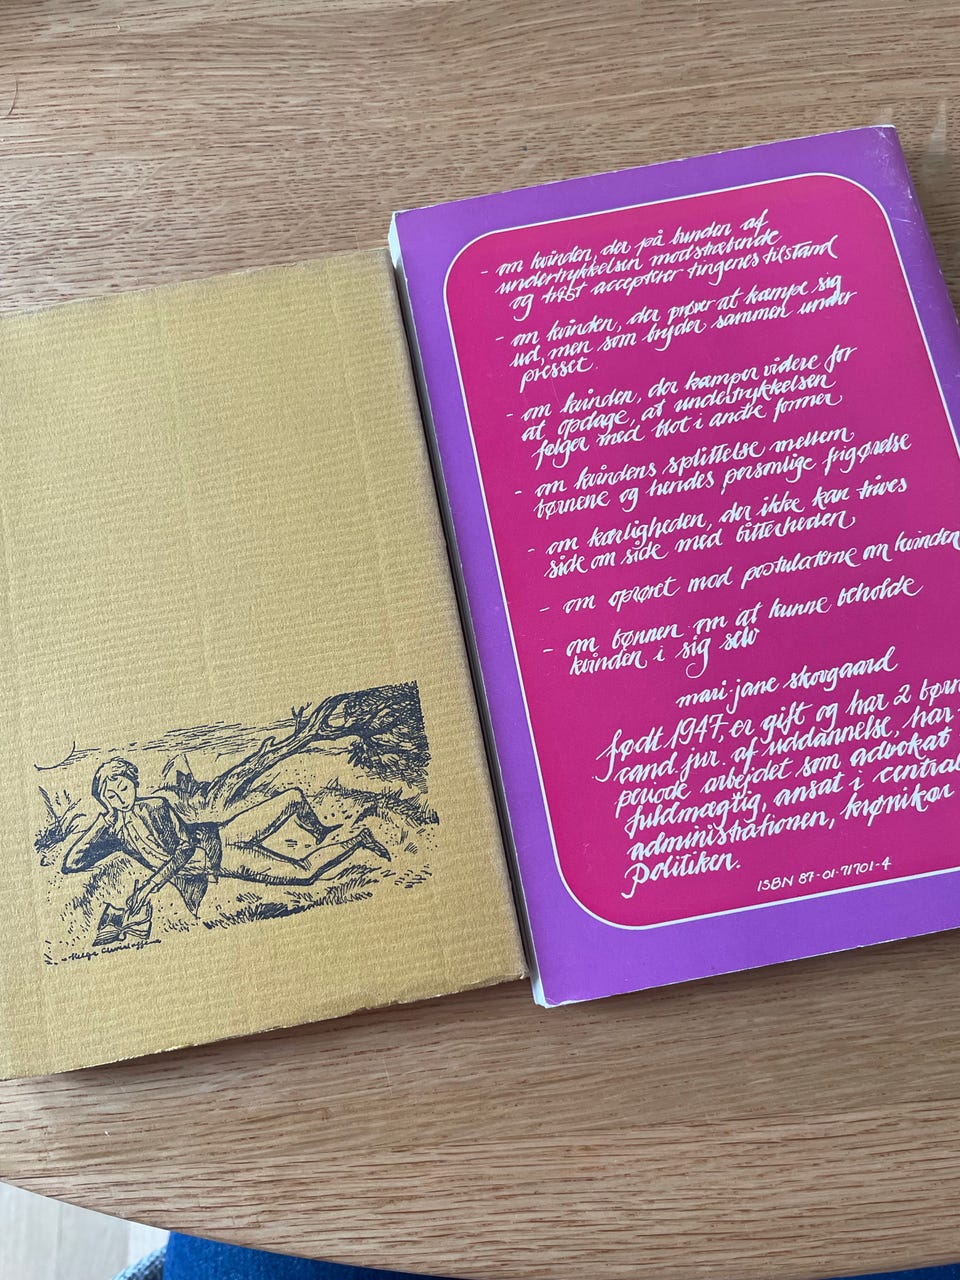 - om kvinden, der på bunden af
undertrykkelsen modstræbende
og trist accepterer tingenes tilstand
- om kvinden, der prøver at kæmpe sig
ud, men som bryder sammen under
presset.
- om kvinden, der kæmper videre for
at opdage, at undertrykkelsen
følger med blot i andre former
- om kvindens splittelse mellem
børnene og hendes personlige frigørelse
- om kærligheden, der ikke kan trives
side om side med bitterheden
- om oprøret mod postulaterne om kvinden
- om bønnen om at kunne beholde
kvinden i sig selv
mari-jane skovgaard
født 1947, er gift og har 2 børn
cand. jur. af uddannelse, har
periode arbejdet som advokat
fuldmægtig, ansat i central
administrationen, kronikør
Politiken.
ISBN 87-01-71701-4
Helge